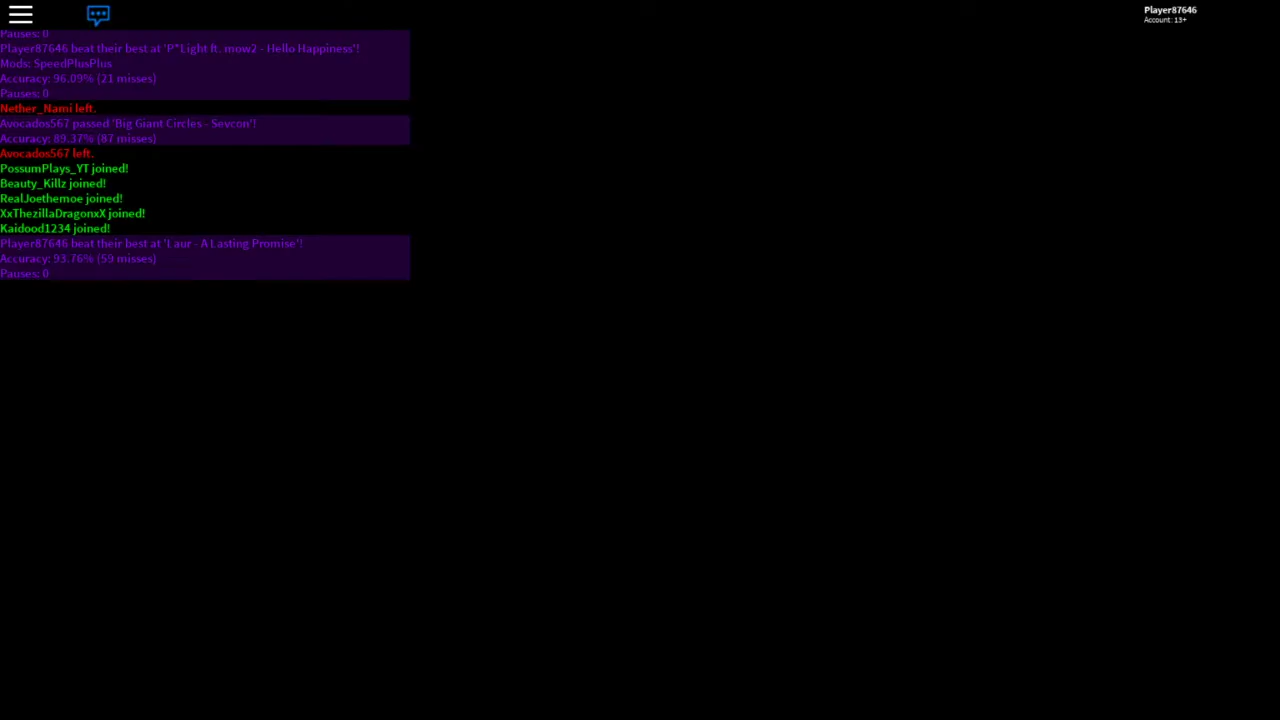 Player87646
Account: 13+
Pauses: 0
Player87646 beat their best at 'P*Light ft. mow2 - Hello Happiness'!
Mods: SpeedPlusPlus
Accuracy: 96.09% (21 misses)
Pauses: 0
Nether_Nami left.
Avocados567 passed 'Big Giant Circles - Sevcon'!
Accuracy: 89.37% (87 misses)
Avocados567 left.
PossumPlays_YT joined!
Beauty_Killz joined!
RealJoethemoe joined!
XxThezillaDragonxX joined!
Kaidood1234 joined!
Player87646 beat their best at 'Laur - A Lasting Promise'!
Accuracy: 93.76% (59 misses)
Pauses: 0